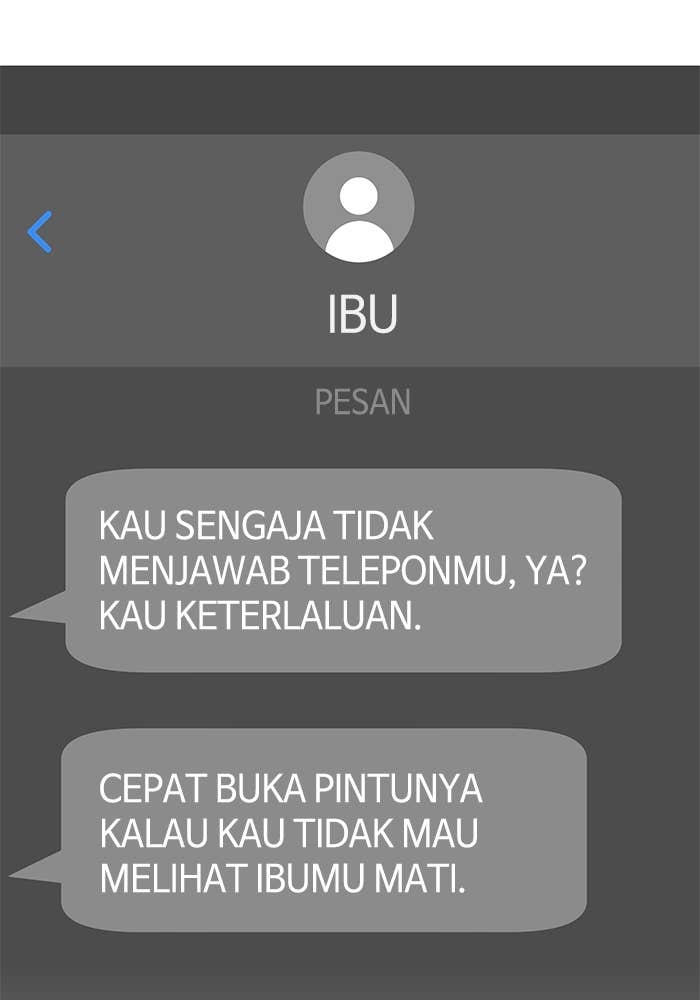 IBU
PESAN
KAU SENGAJA TIDAK
MENJAWAB TELEPONMU, YA?
KAU KETERLALUAN.
CEPAT BUKA PINTUNYA
KALAU KAU TIDAK MAU
MELIHAT IBUMU MATI.